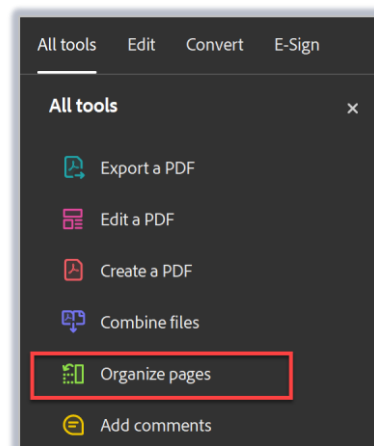 All tools Edit Convert E-Sign
All tools
Export a PDF
Edit a PDF
Create a PDF
Combine files
Organize pages
Add comments